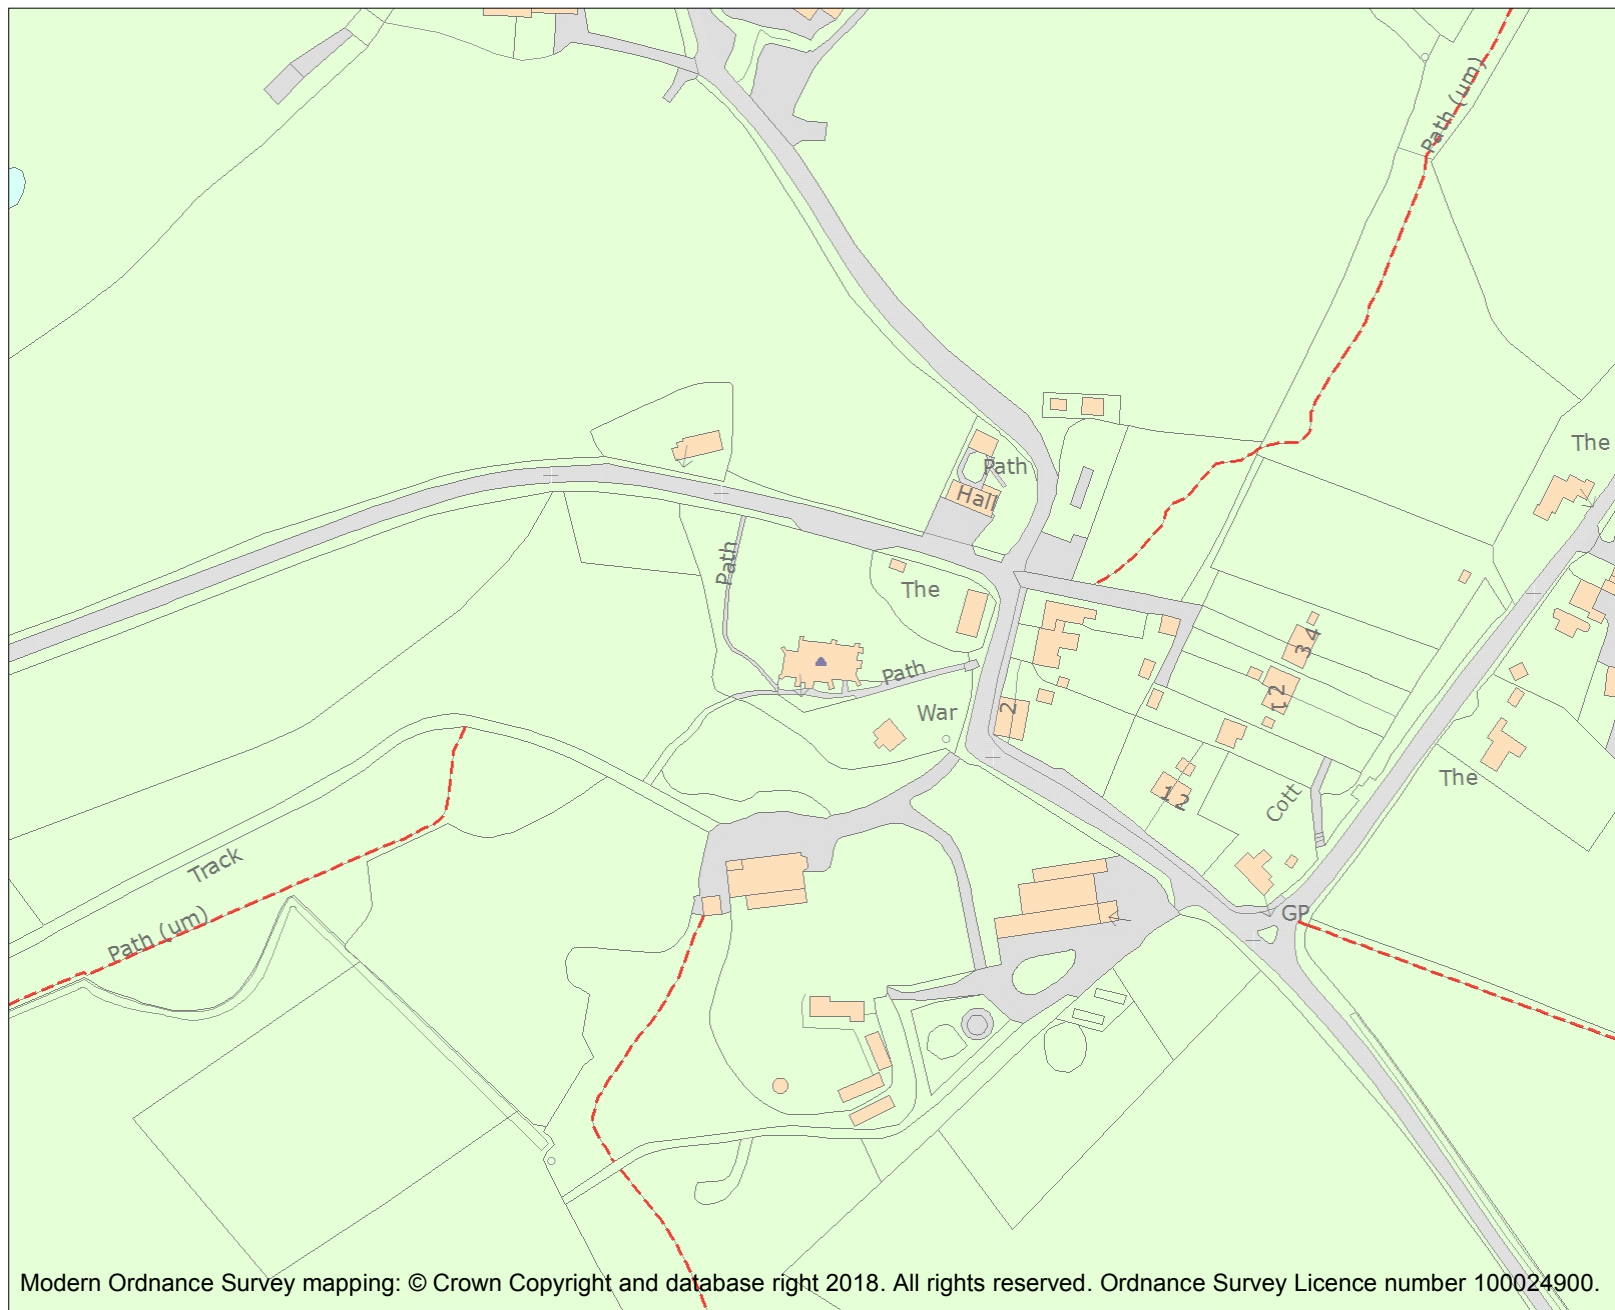 Path (um)
The
Path
Hall
Path
The
3 4
Path
1 2
War
2
The
1 2
Cott
Track
GP
Path (um)
Modern Ordnance Survey mapping: © Crown Copyright and database right 2018. All rights reserved. Ordnance Survey Licence number 100024900.